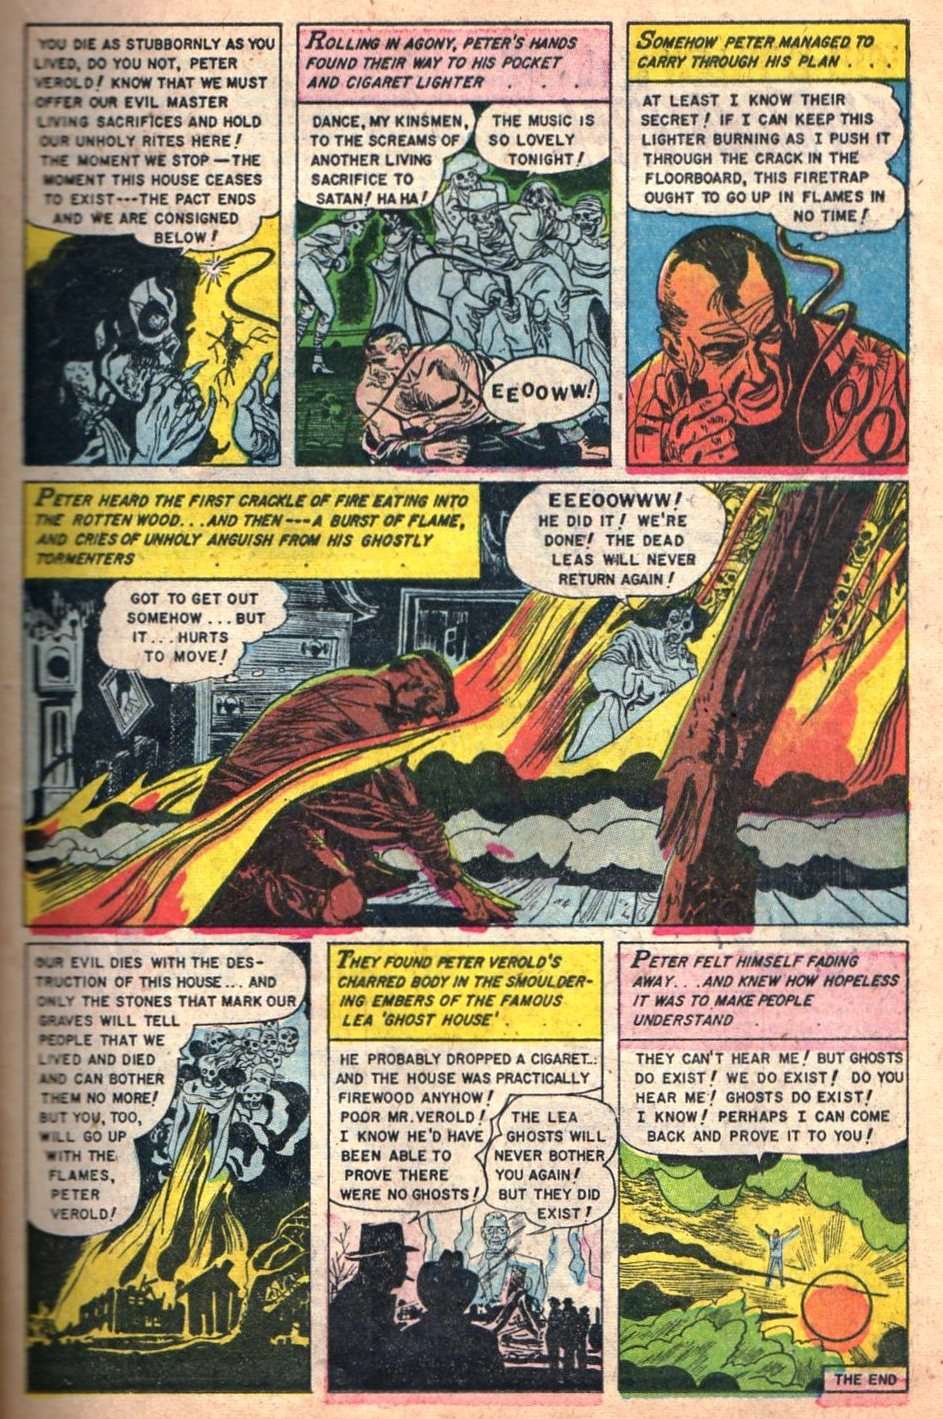 YOU DIE AS STUBBORNLY AS YOU
LIVED, DO YOU NOT, PETER
VEROLD! KNOW THAT WE MUST
OFFER OUR EVIL MASTER
LIVING SACRIFICES AND HOLD
OUR UNHOLY RITES HERE!
THE MOMENT WE STOP—THE
MOMENT THIS HOUSE CEASES
TO EXIST---THE PACT ENDS
AND WE ARE CONSIGNED
BELOW!
ROLLING IN AGONY, PETER'S HANDS
FOUND THEIR WAY TO HIS POCKET
AND CIGARET LIGHTER . . .
DANCE, MY KINSMEN,
TO THE SCREAMS OF
ANOTHER LIVING
SACRIFICE TO
SATAN! HA HA!
THE MUSIC IS
SO LOVELY
TONIGHT!
EEOOWW!
SOMEHOW PETER MANAGED TO
CARRY THROUGH HIS PLAN . . .
AT LEAST I KNOW THEIR
SECRET! IF I CAN KEEP THIS
LIGHTER BURNING AS I PUSH IT
THROUGH THE CRACK IN THE
FLOORBOARD, THIS FIRETRAP
OUGHT TO GO UP IN FLAMES IN
NO TIME!
PETER HEARD THE FIRST CRACKLE OF FIRE EATING INTO
THE ROTTEN WOOD...AND THEN---A BURST OF FLAME,
AND CRIES OF UNHOLY ANGUISH FROM HIS GHOSTLY
TORMENTERS . . .
GOT TO GET OUT
SOMEHOW...BUT
IT...HURTS
TO MOVE!
EEEOOWWW!
HE DID IT! WE'RE
DONE! THE DEAD
LEAS WILL NEVER
RETURN AGAIN!
OUR EVIL DIES WITH THE DES-
TRUCTION OF THIS HOUSE...AND
ONLY THE STONES THAT MARK OUR
GRAVES WILL TELL
PEOPLE THAT WE
LIVED AND DIED
AND CAN BOTHER
THEM NO MORE!
BUT YOU, TOO,
WILL GO UP
WITH THE
FLAMES,
PETER
VEROLD!
THEY FOUND PETER VEROLD'S
CHARRED BODY IN THE SMOULDER-
ING EMBERS OF THE FAMOUS
LEA 'GHOST HOUSE' . . .
HE PROBABLY DROPPED A CIGARET...
AND THE HOUSE WAS PRACTICALLY
FIREWOOD ANYHOW!
POOR MR. VEROLD!
I KNOW HE'D HAVE
BEEN ABLE TO
PROVE THERE
WERE NO GHOSTS!
THE LEA
GHOSTS WILL
NEVER BOTHER
YOU AGAIN!
BUT THEY DID
EXIST!
PETER FELT HIMSELF FADING
AWAY...AND KNEW HOW HOPELESS
IT WAS TO MAKE PEOPLE
UNDERSTAND . . .
THEY CAN'T HEAR ME! BUT GHOSTS
DO EXIST! WE DO EXIST! DO YOU
HEAR ME! GHOSTS DO EXIST!
I KNOW! PERHAPS I CAN COME
BACK AND PROVE IT TO YOU!
THE END